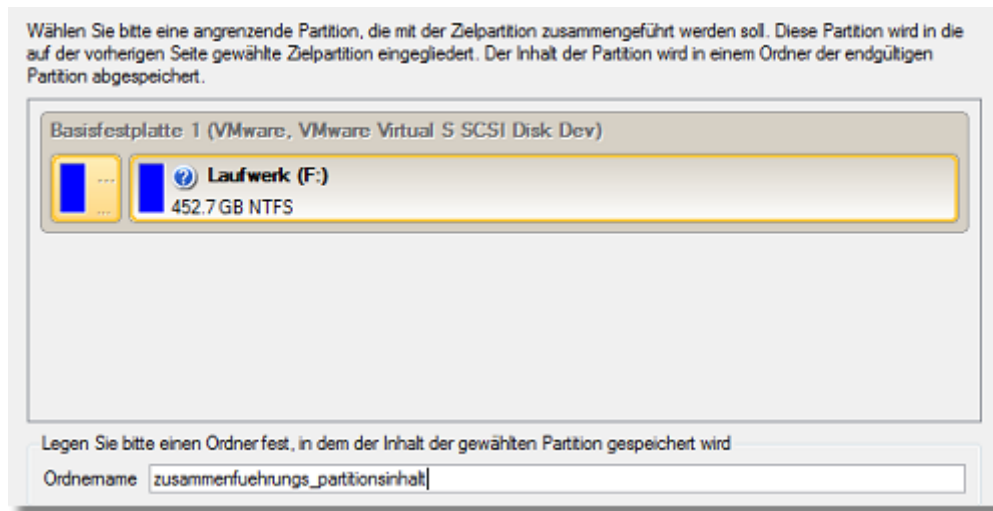 Wählen Sie bitte eine angrenzende Partition, die mit der Zielpartition zusammengeführt werden soll. Diese Partition wird in die
auf der vorherigen Seite gewählte Zielpartition eingegliedert. Der Inhalt der Partition wird in einem Ordner der endgültigen
Partition abgespeichert.
Basisfestplatte 1 (VMware, VMware Virtual S SCSI Disk Dev)
...
...
Laufwerk (F:)
452.7 GB NTFS
Legen Sie bitte einen Ordner fest, in dem der Inhalt der gewählten Partition gespeichert wird
Ordnername zusammenfuehrungs_partitionsinhalt